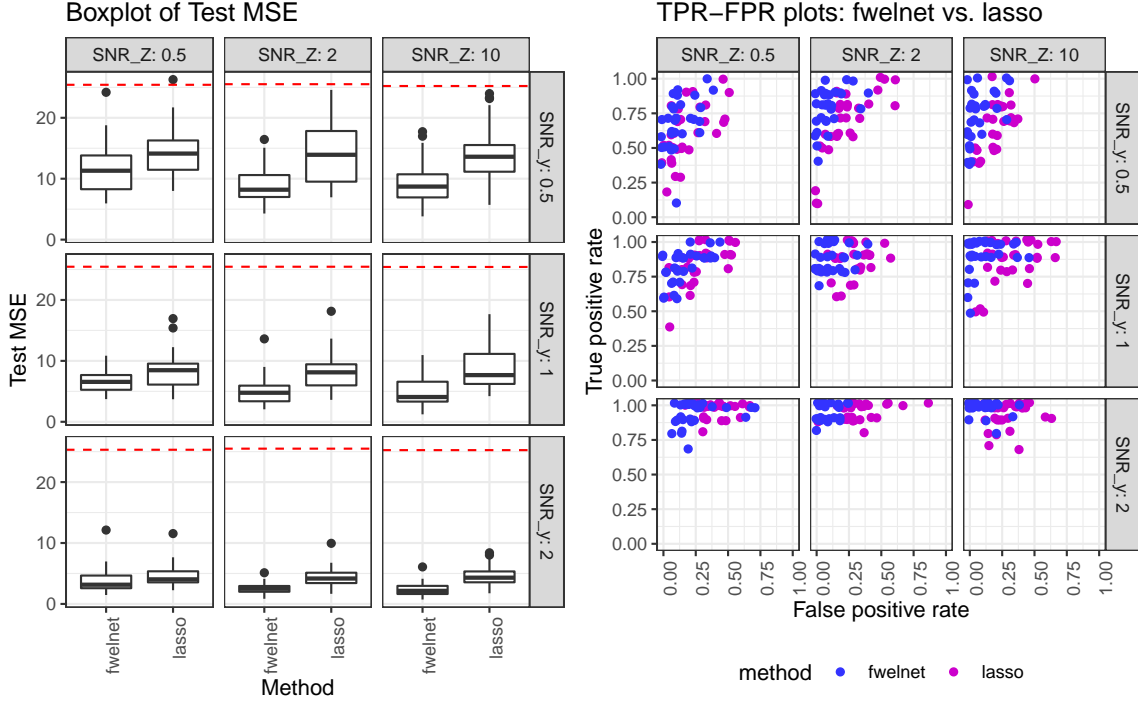 Boxplot of Test MSE
SNR_Z: 0.5
SNR_Z: 2
SNR_Z: 10
SNR_y: 0.5
SNR_y: 1
SNR_y: 2
20
10
0
20
10
0
20
10
0
Test MSE
fwelnet
lasso
fwelnet
lasso
fwelnet
lasso
Method
TPR−FPR plots: fwelnet vs. lasso
SNR_Z: 0.5
SNR_Z: 2
SNR_Z: 10
SNR_y: 0.5
SNR_y: 1
SNR_y: 2
1.00
0.75
0.50
0.25
0.00
1.00
0.75
0.50
0.25
0.00
1.00
0.75
0.50
0.25
0.00
True positive rate
0.00
0.25
0.50
0.75
1.00
0.00
0.25
0.50
0.75
1.00
0.00
0.25
0.50
0.75
1.00
False positive rate
method fwelnet lasso